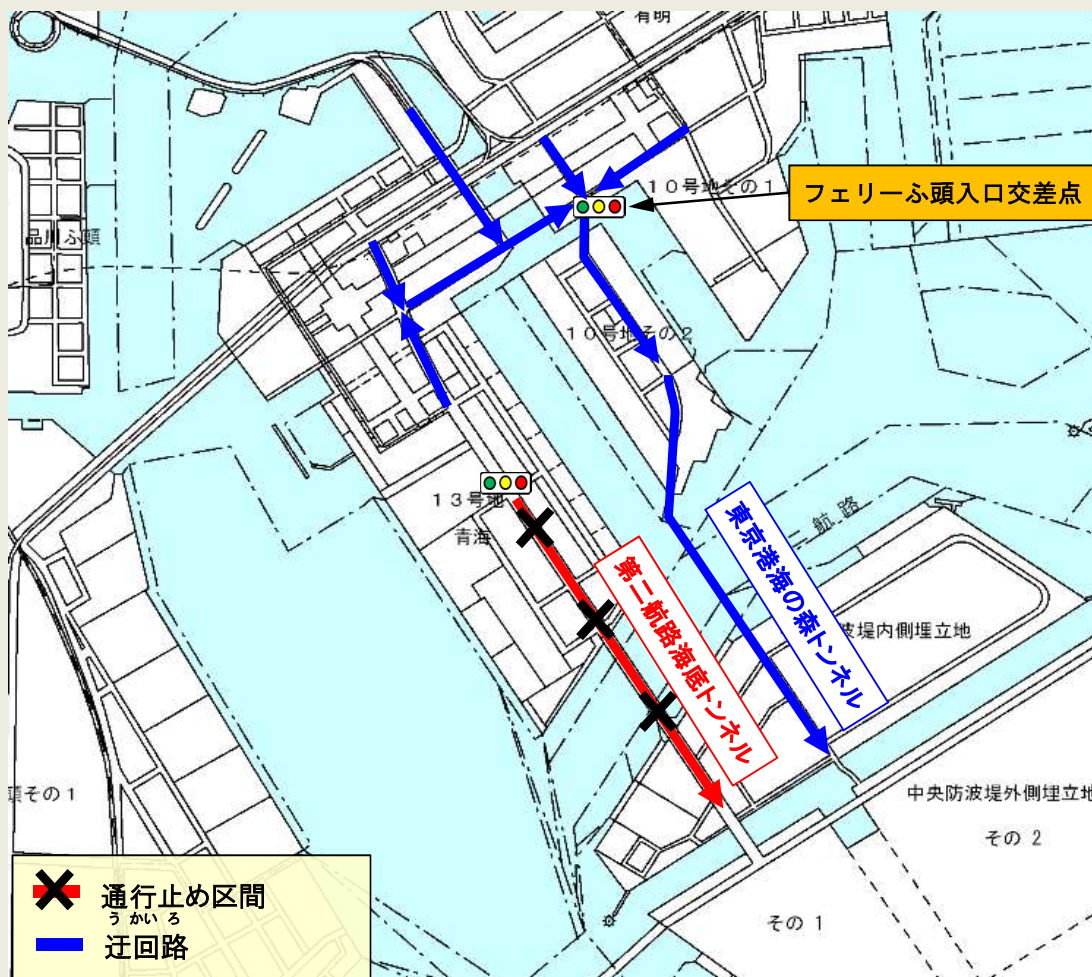 有明
10号地その1
フェリーふ頭入口交差点
品川ふ頭
10号地その2
13号地
青海
航路
東京港海の森トンネル
第二航路海底トンネル
波堤内側埋立地
頭その1
中央防波堤外側埋立地
その 2
その 1
通行止め区間
うかいろ
迂回路